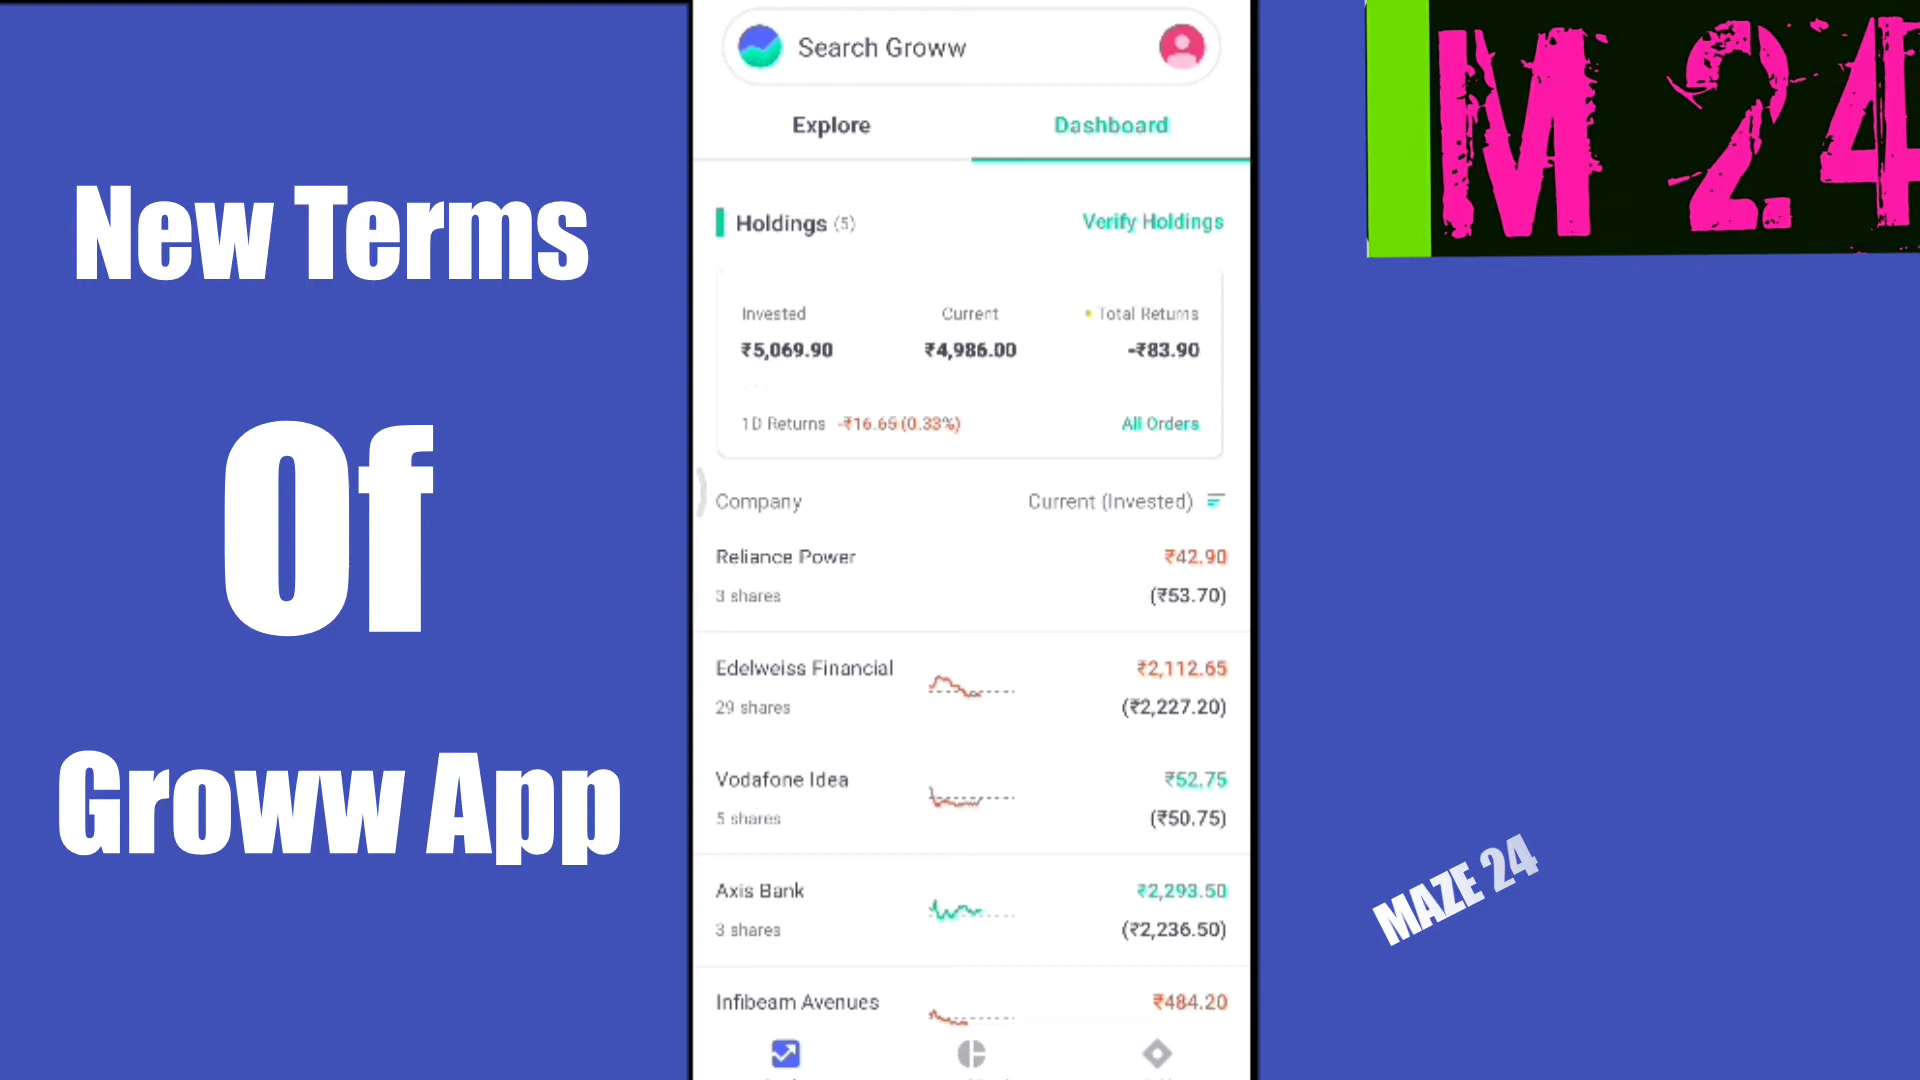 New Terms
Of
Groww App
Search Groww
Explore
Dashboard
Holdings (5)
Verify Holdings
Invested
Current
Total Returns
₹5,069.90
₹4,986.00
-₹83.90
1D Returns -₹16.65 (0.33%)
All Orders
Company
Current (Invested)
Reliance Power
₹42.90
3 shares
(₹53.70)
Edelweiss Financial
₹2,112.65
29 shares
(₹2,227.20)
Vodafone Idea
₹52.75
5 shares
(₹50.75)
Axis Bank
₹2,293.50
3 shares
(₹2,236.50)
Infibeam Avenues
₹484.20
M 24
MAZE 24